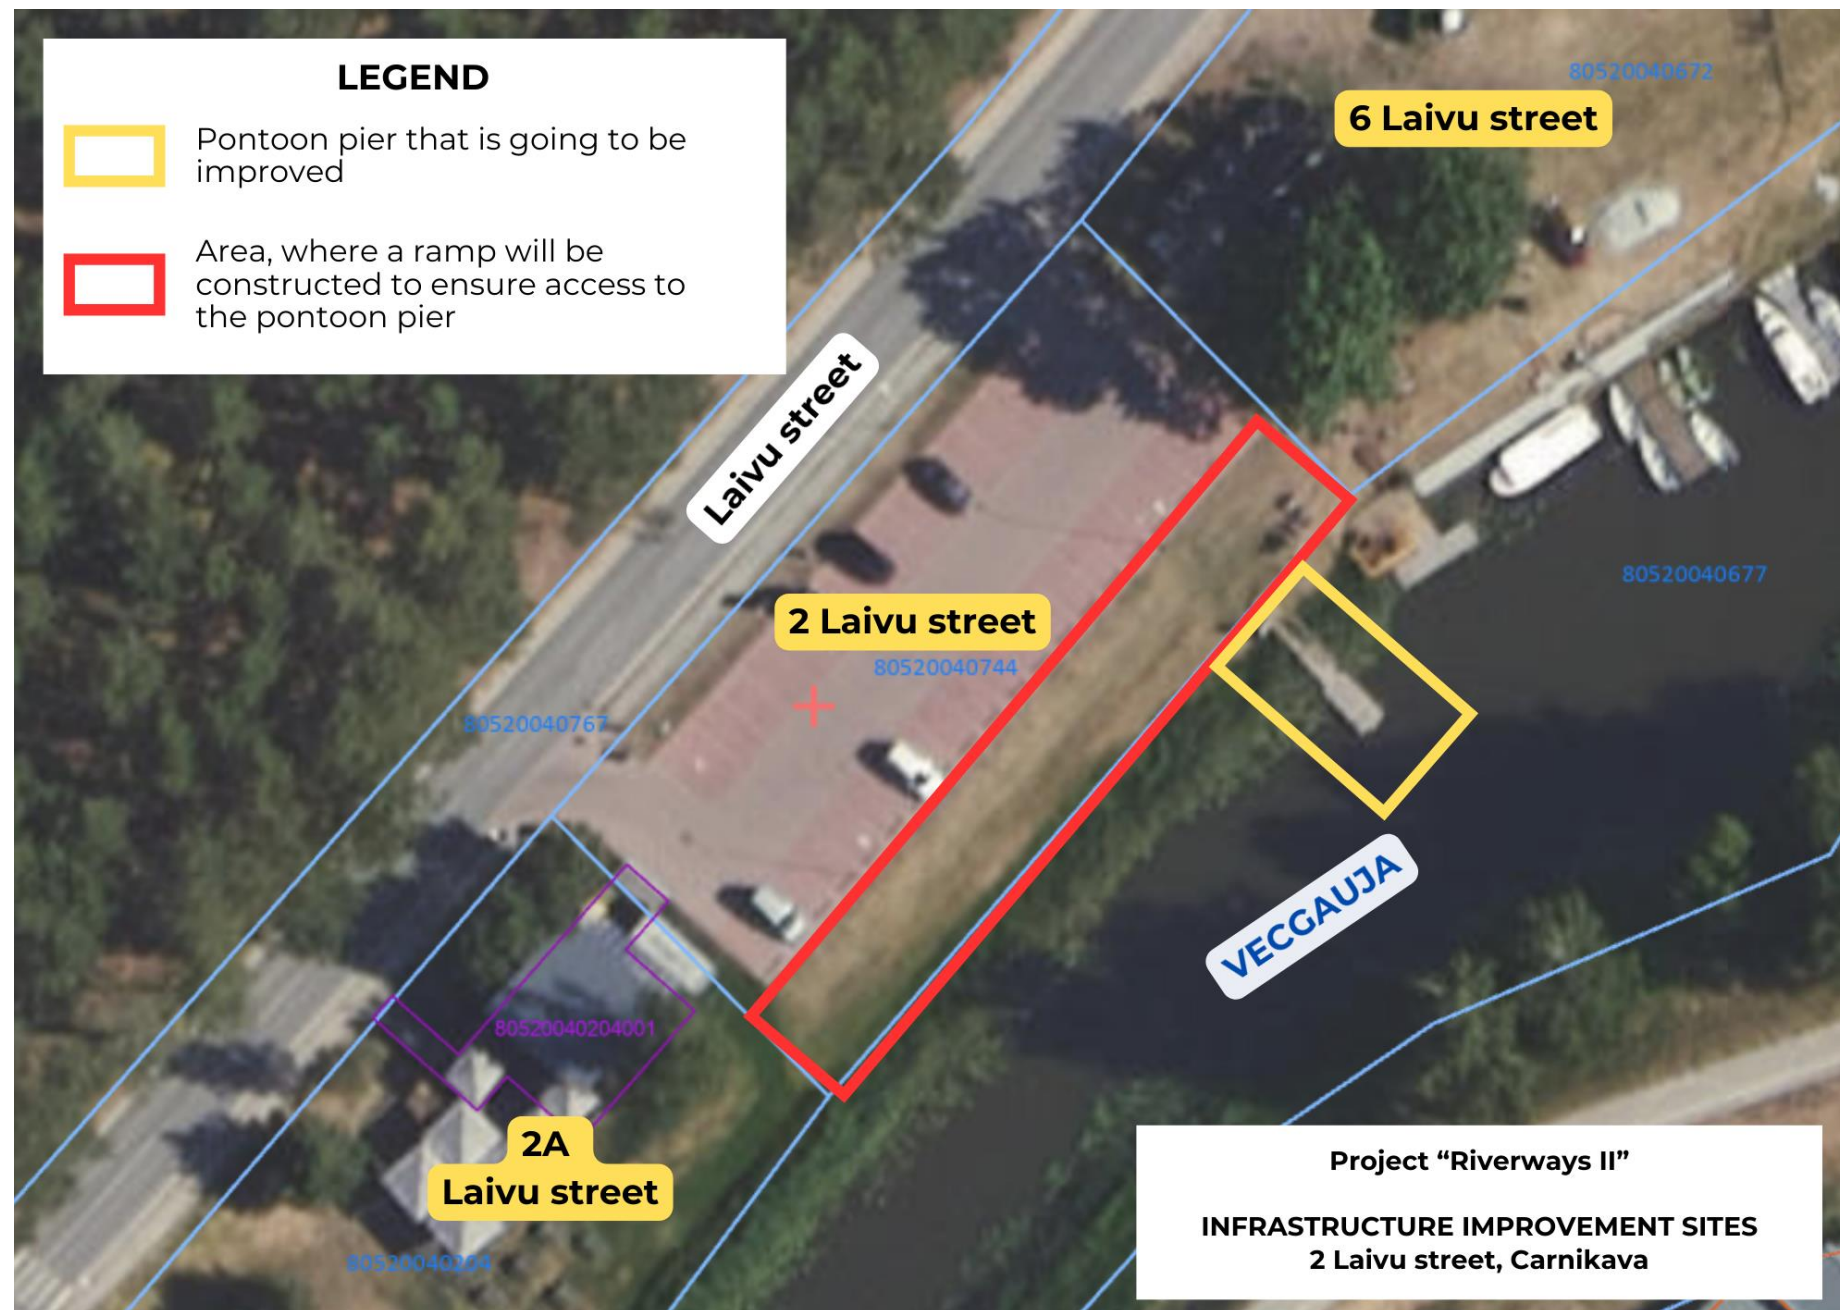 LEGEND
Pontoon pier that is going to be
improved
Area, where a ramp will be
constructed to ensure access to
the pontoon pier
80520040672
6 Laivu street
Laivu street
80520040677
2 Laivu street
80520040744
80520040767
VECGAUJA
80520040204001
2A
Laivu street
80520040204
Project “Riverways II”
INFRASTRUCTURE IMPROVEMENT SITES
2 Laivu street, Carnikava